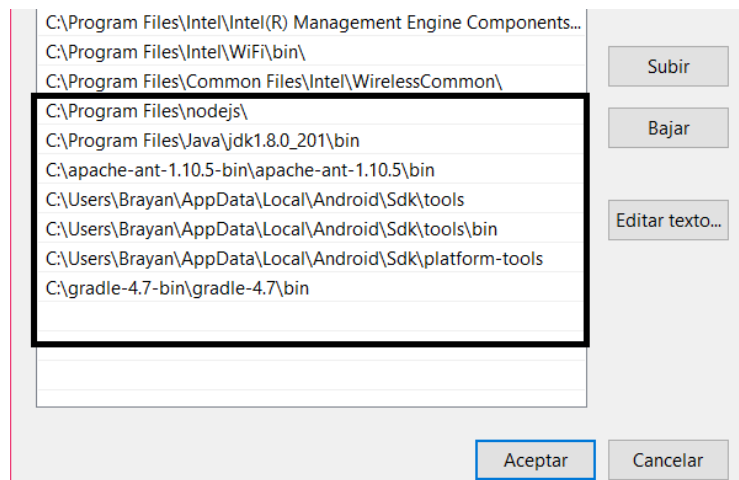 C:\Program Files\Intel\Intel(R) Management Engine Components...
C:\Program Files\Intel\WiFi\bin\
C:\Program Files\Common Files\Intel\WirelessCommon\
C:\Program Files\nodejs\
C:\Program Files\Java\jdk1.8.0_201\bin
C:\apache-ant-1.10.5-bin\apache-ant-1.10.5\bin
C:\Users\Brayan\AppData\Local\Android\Sdk\tools
C:\Users\Brayan\AppData\Local\Android\Sdk\tools\bin
C:\Users\Brayan\AppData\Local\Android\Sdk\platform-tools
C:\gradle-4.7-bin\gradle-4.7\bin
Subir
Bajar
Editar texto...
Aceptar
Cancelar